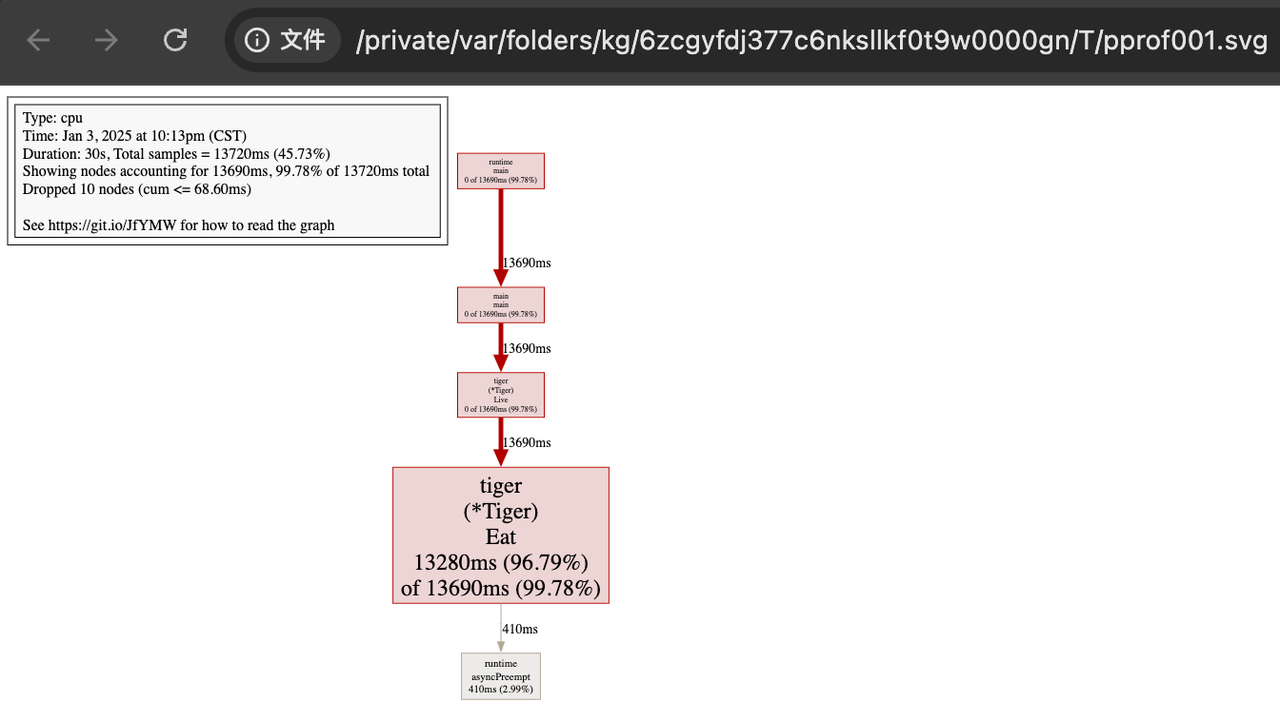 文件
/private/var/folders/kg/6zcgyfdj377c6nksllkf0t9w0000gn/T/pprof001.svg
Type: cpu
Time: Jan 3, 2025 at 10:13pm (CST)
Duration: 30s, Total samples = 13720ms (45.73%)
Showing nodes accounting for 13690ms, 99.78% of 13720ms total
Dropped 10 nodes (cum <= 68.60ms)
See https://git.io/JfYMW for how to read the graph
runtime
main
0 of 13690ms (99.78%)
13690ms
main
main
0 of 13690ms (99.78%)
13690ms
tiger
(*Tiger)
Live
0 of 13690ms (99.78%)
13690ms
tiger
(*Tiger)
Eat
13280ms (96.79%)
of 13690ms (99.78%)
410ms
runtime
asyncPreempt
410ms (2.99%)